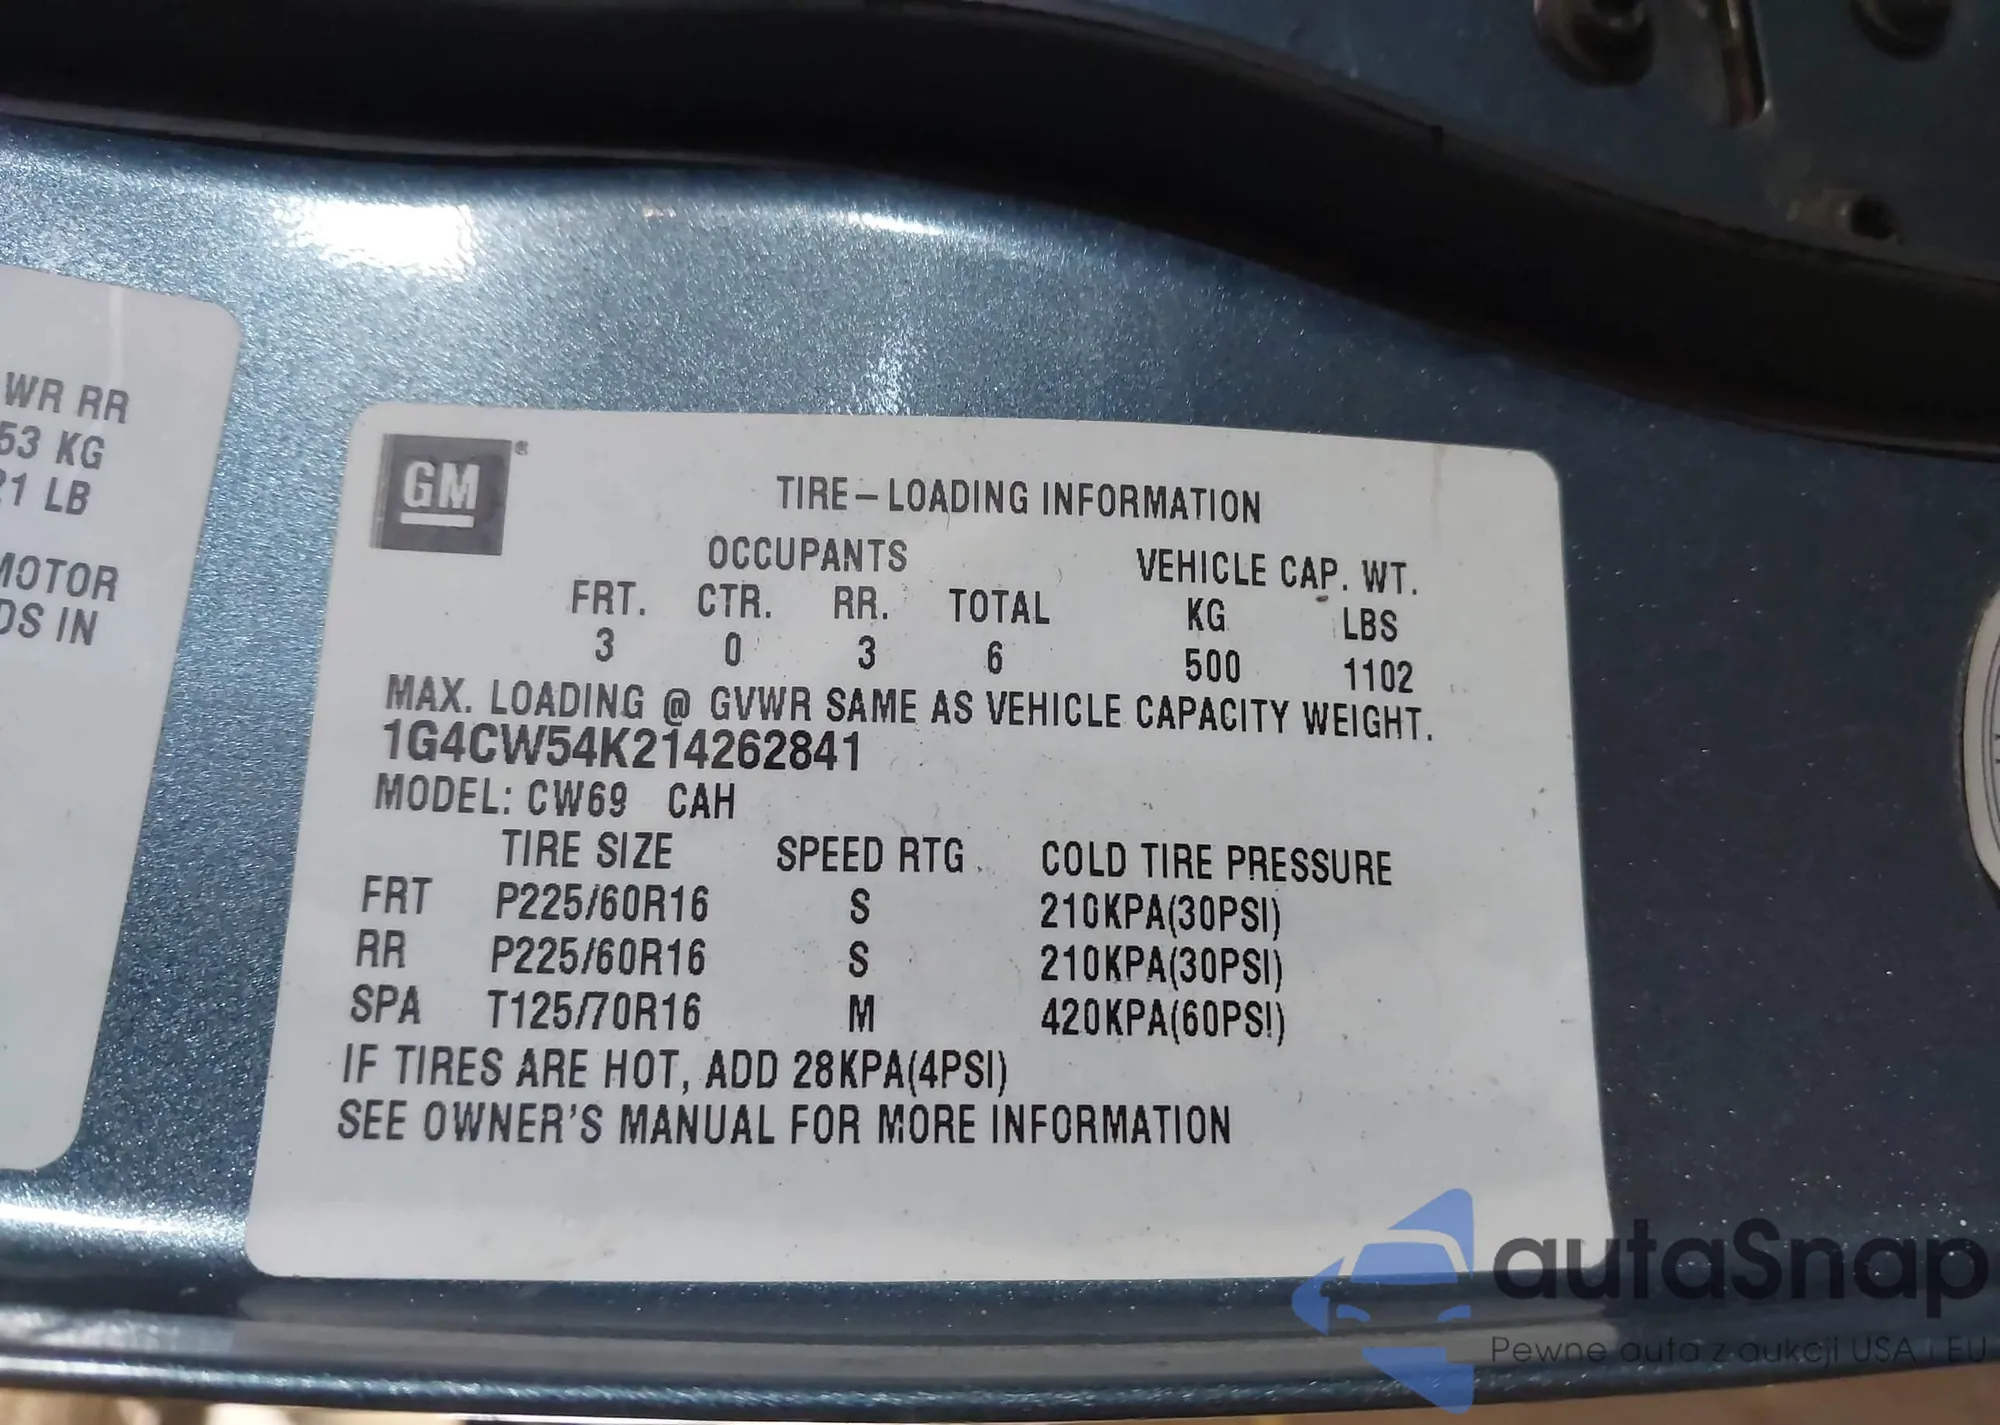 WR RR
53 KG
21 LB
MOTOR
DS IN
GM ®
TIRE – LOADING INFORMATION
OCCUPANTS VEHICLE CAP. WT.
FRT. CTR. RR. TOTAL KG LBS
3 0 3 6 500 1102
MAX. LOADING @ GVWR SAME AS VEHICLE CAPACITY WEIGHT.
1G4CW54K214262841
MODEL: CW69 CAH
TIRE SIZE SPEED RTG COLD TIRE PRESSURE
FRT P225/60R16 S 210KPA(30PSI)
RR P225/60R16 S 210KPA(30PSI)
SPA T125/70R16 M 420KPA(60PSI)
IF TIRES ARE HOT, ADD 28KPA(4PSI)
SEE OWNER'S MANUAL FOR MORE INFORMATION
autaSnap
Pewne auta z aukcji USA i EU